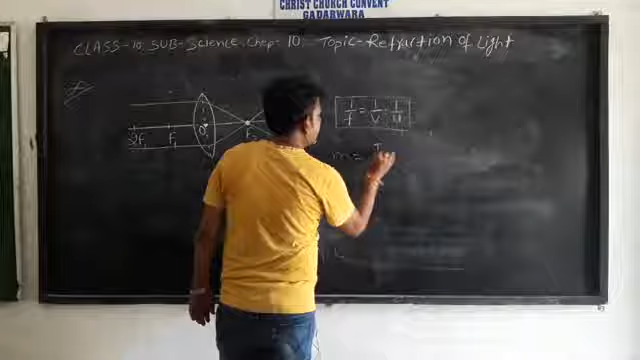 CHRIST CHURCH CONVENT
GADARWARA
CLASS-10, SUB-Science, Chap- 10, Topic-Refraction of Light
1/f = 1/v - 1/u
2F₁ F₁ O F₂
m =